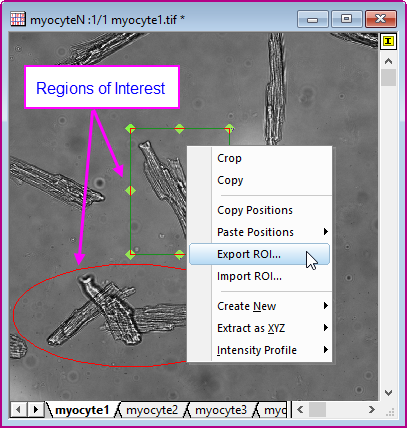 myocyteN :1/1 myocyte1.tif *
Regions of Interest
Crop
Copy
Copy Positions
Paste Positions
Export ROI...
Import ROI...
Create New
Extract as XYZ
Intensity Profile
myocyte1 myocyte2 myocyte3 myo